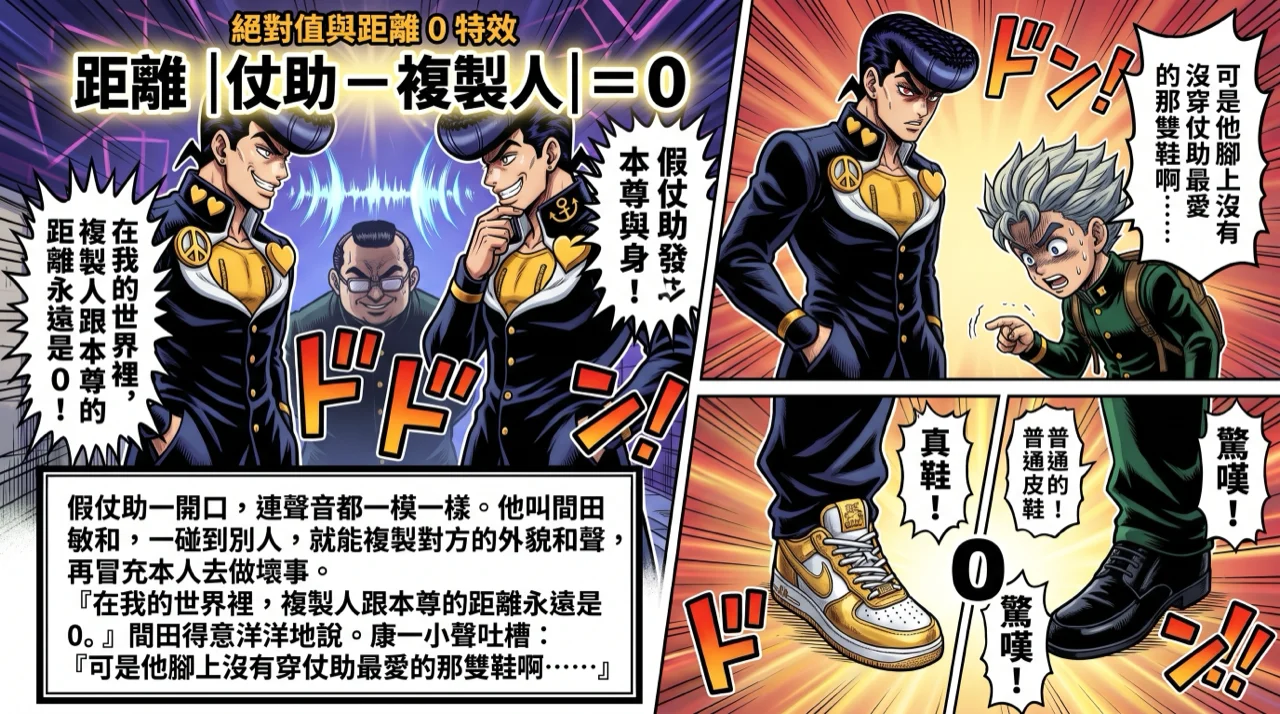 絕對值與距離 0 特效
距離 |仗助－複製人|＝0
在我的世界裡，
複製人跟本尊的
距離永遠是0！
假仗助發
本尊與身！
ドドドン！
假仗助一開口，連聲音都一模一樣。他叫間田
敏和，一碰到別人，就能複製對方的外貌和聲，
再冒充本人去做壞事。
『在我的世界裡，複製人跟本尊的距離永遠是
0。』間田得意洋洋地說。康一小聲吐槽：
『可是他腳上沒有穿仗助最愛的那雙鞋啊⋯⋯』
ドン！
可是他腳上沒有
沒穿仗助最愛
的那雙鞋啊⋯⋯
真鞋！
ド
0
普通的！
普通皮鞋
驚嘆！
驚嘆！
ン!!